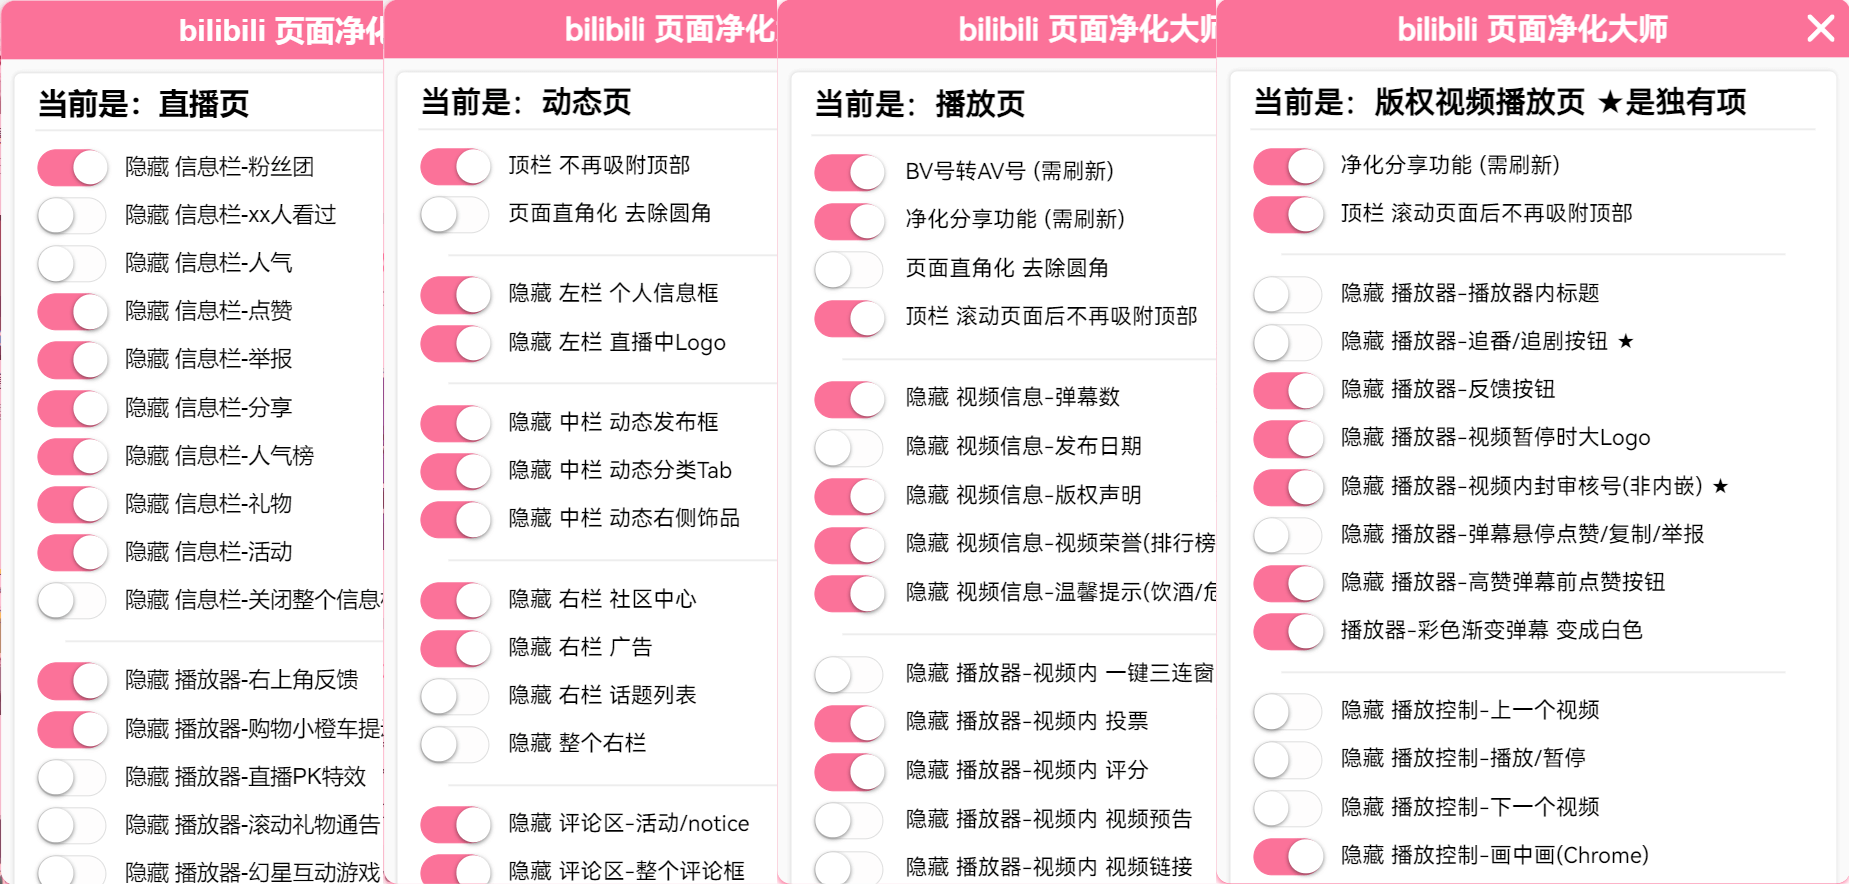 bilibili 页面净化
当前是：直播页
隐藏 信息栏-粉丝团
隐藏 信息栏-xx人看过
隐藏 信息栏-人气
隐藏 信息栏-点赞
隐藏 信息栏-举报
隐藏 信息栏-分享
隐藏 信息栏-人气榜
隐藏 信息栏-礼物
隐藏 信息栏-活动
隐藏 信息栏-关闭整个信息
隐藏 播放器-右上角反馈
隐藏 播放器-购物小橙车提
隐藏 播放器-直播PK特效
隐藏 播放器-滚动礼物通告
隐藏 播放器-幻星互动游戏
bilibili 页面净化
当前是：动态页
顶栏 不再吸附顶部
页面直角化 去除圆角
隐藏 左栏 个人信息框
隐藏 左栏 直播中Logo
隐藏 中栏 动态发布框
隐藏 中栏 动态分类Tab
隐藏 中栏 动态右侧饰品
隐藏 右栏 社区中心
隐藏 右栏 广告
隐藏 右栏 话题列表
隐藏 整个右栏
隐藏 评论区-活动/notice
隐藏 评论区-整个评论框
bilibili 页面净化大师
当前是：播放页
BV号转AV号 (需刷新)
净化分享功能 (需刷新)
页面直角化 去除圆角
顶栏 滚动页面后不再吸附顶部
隐藏 视频信息-弹幕数
隐藏 视频信息-发布日期
隐藏 视频信息-版权声明
隐藏 视频信息-视频荣誉(排行榜
隐藏 视频信息-温馨提示(饮酒/危
隐藏 播放器-视频内 一键三连窗
隐藏 播放器-视频内 投票
隐藏 播放器-视频内 评分
隐藏 播放器-视频内 视频预告
隐藏 播放器-视频内 视频链接
bilibili 页面净化大师
当前是：版权视频播放页 ★是独有项
净化分享功能 (需刷新)
顶栏 滚动页面后不再吸附顶部
隐藏 播放器-播放器内标题
隐藏 播放器-追番/追剧按钮 ★
隐藏 播放器-反馈按钮
隐藏 播放器-视频暂停时大Logo
隐藏 播放器-视频内封审核号(非内嵌) ★
隐藏 播放器-弹幕悬停点赞/复制/举报
隐藏 播放器-高赞弹幕前点赞按钮
播放器-彩色渐变弹幕 变成白色
隐藏 播放控制-上一个视频
隐藏 播放控制-播放/暂停
隐藏 播放控制-下一个视频
隐藏 播放控制-画中画(Chrome)